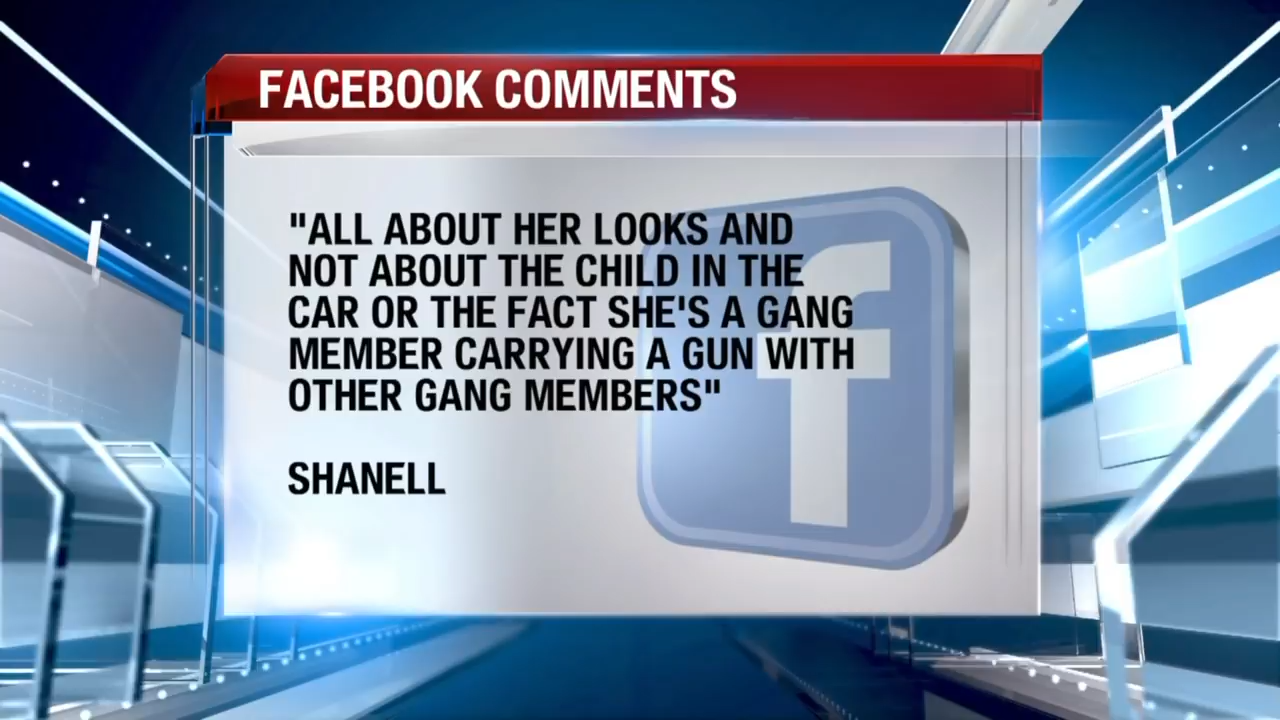 FACEBOOK COMMENTS
"ALL ABOUT HER LOOKS AND
NOT ABOUT THE CHILD IN THE
CAR OR THE FACT SHE'S A GANG
MEMBER CARRYING A GUN WITH
OTHER GANG MEMBERS"
SHANELL
f